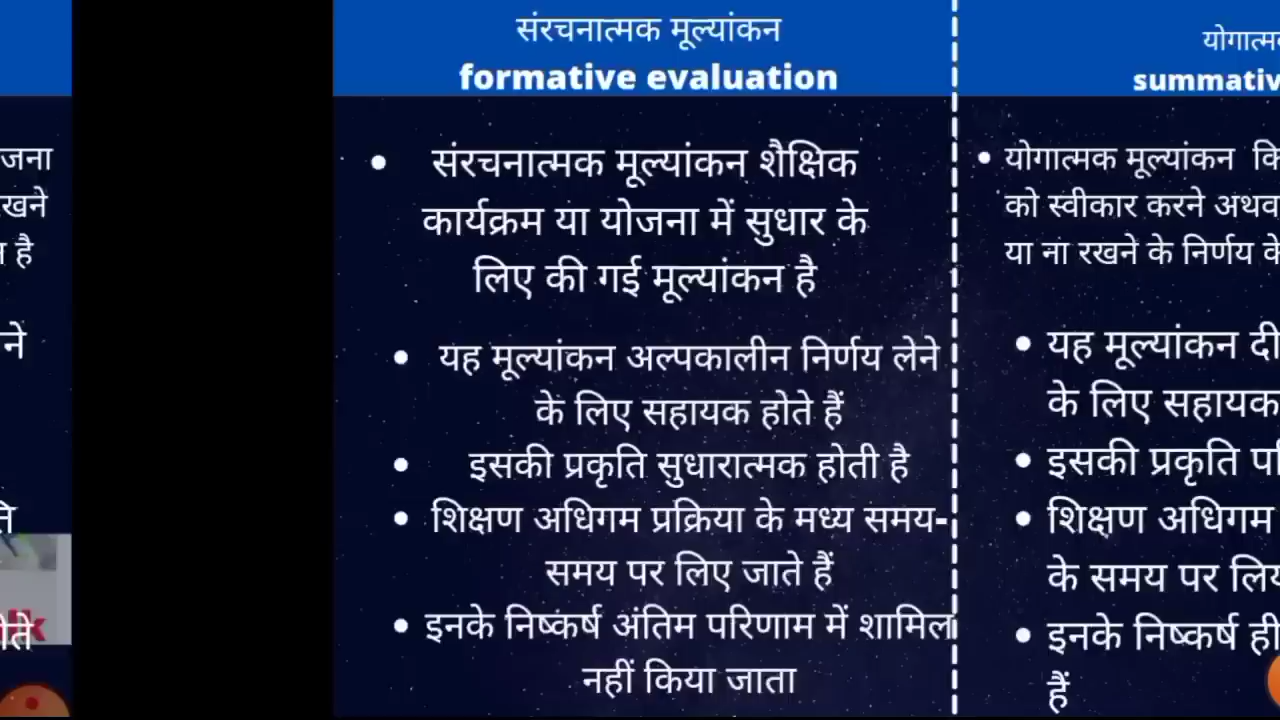 जना
खने
है
ने
संरचनात्मक मूल्यांकन
formative evaluation
• संरचनात्मक मूल्यांकन शैक्षिक
कार्यक्रम या योजना में सुधार के
लिए की गई मूल्यांकन है
• यह मूल्यांकन अल्पकालीन निर्णय लेने
के लिए सहायक होते हैं
• इसकी प्रकृति सुधारात्मक होती है
• शिक्षण अधिगम प्रक्रिया के मध्य समय-
समय पर लिए जाते हैं
• इनके निष्कर्ष अंतिम परिणाम में शामिल
नहीं किया जाता
• योगात्मक मूल्यांकन
को स्वीकार करने
या ना रखने के निर्णय
• यह मूल्यांकन
के लिए सहायक
• इसकी प्रकृति
• शिक्षण अधिगम
के समय पर
• इनके निष्कर्ष ही
हैं